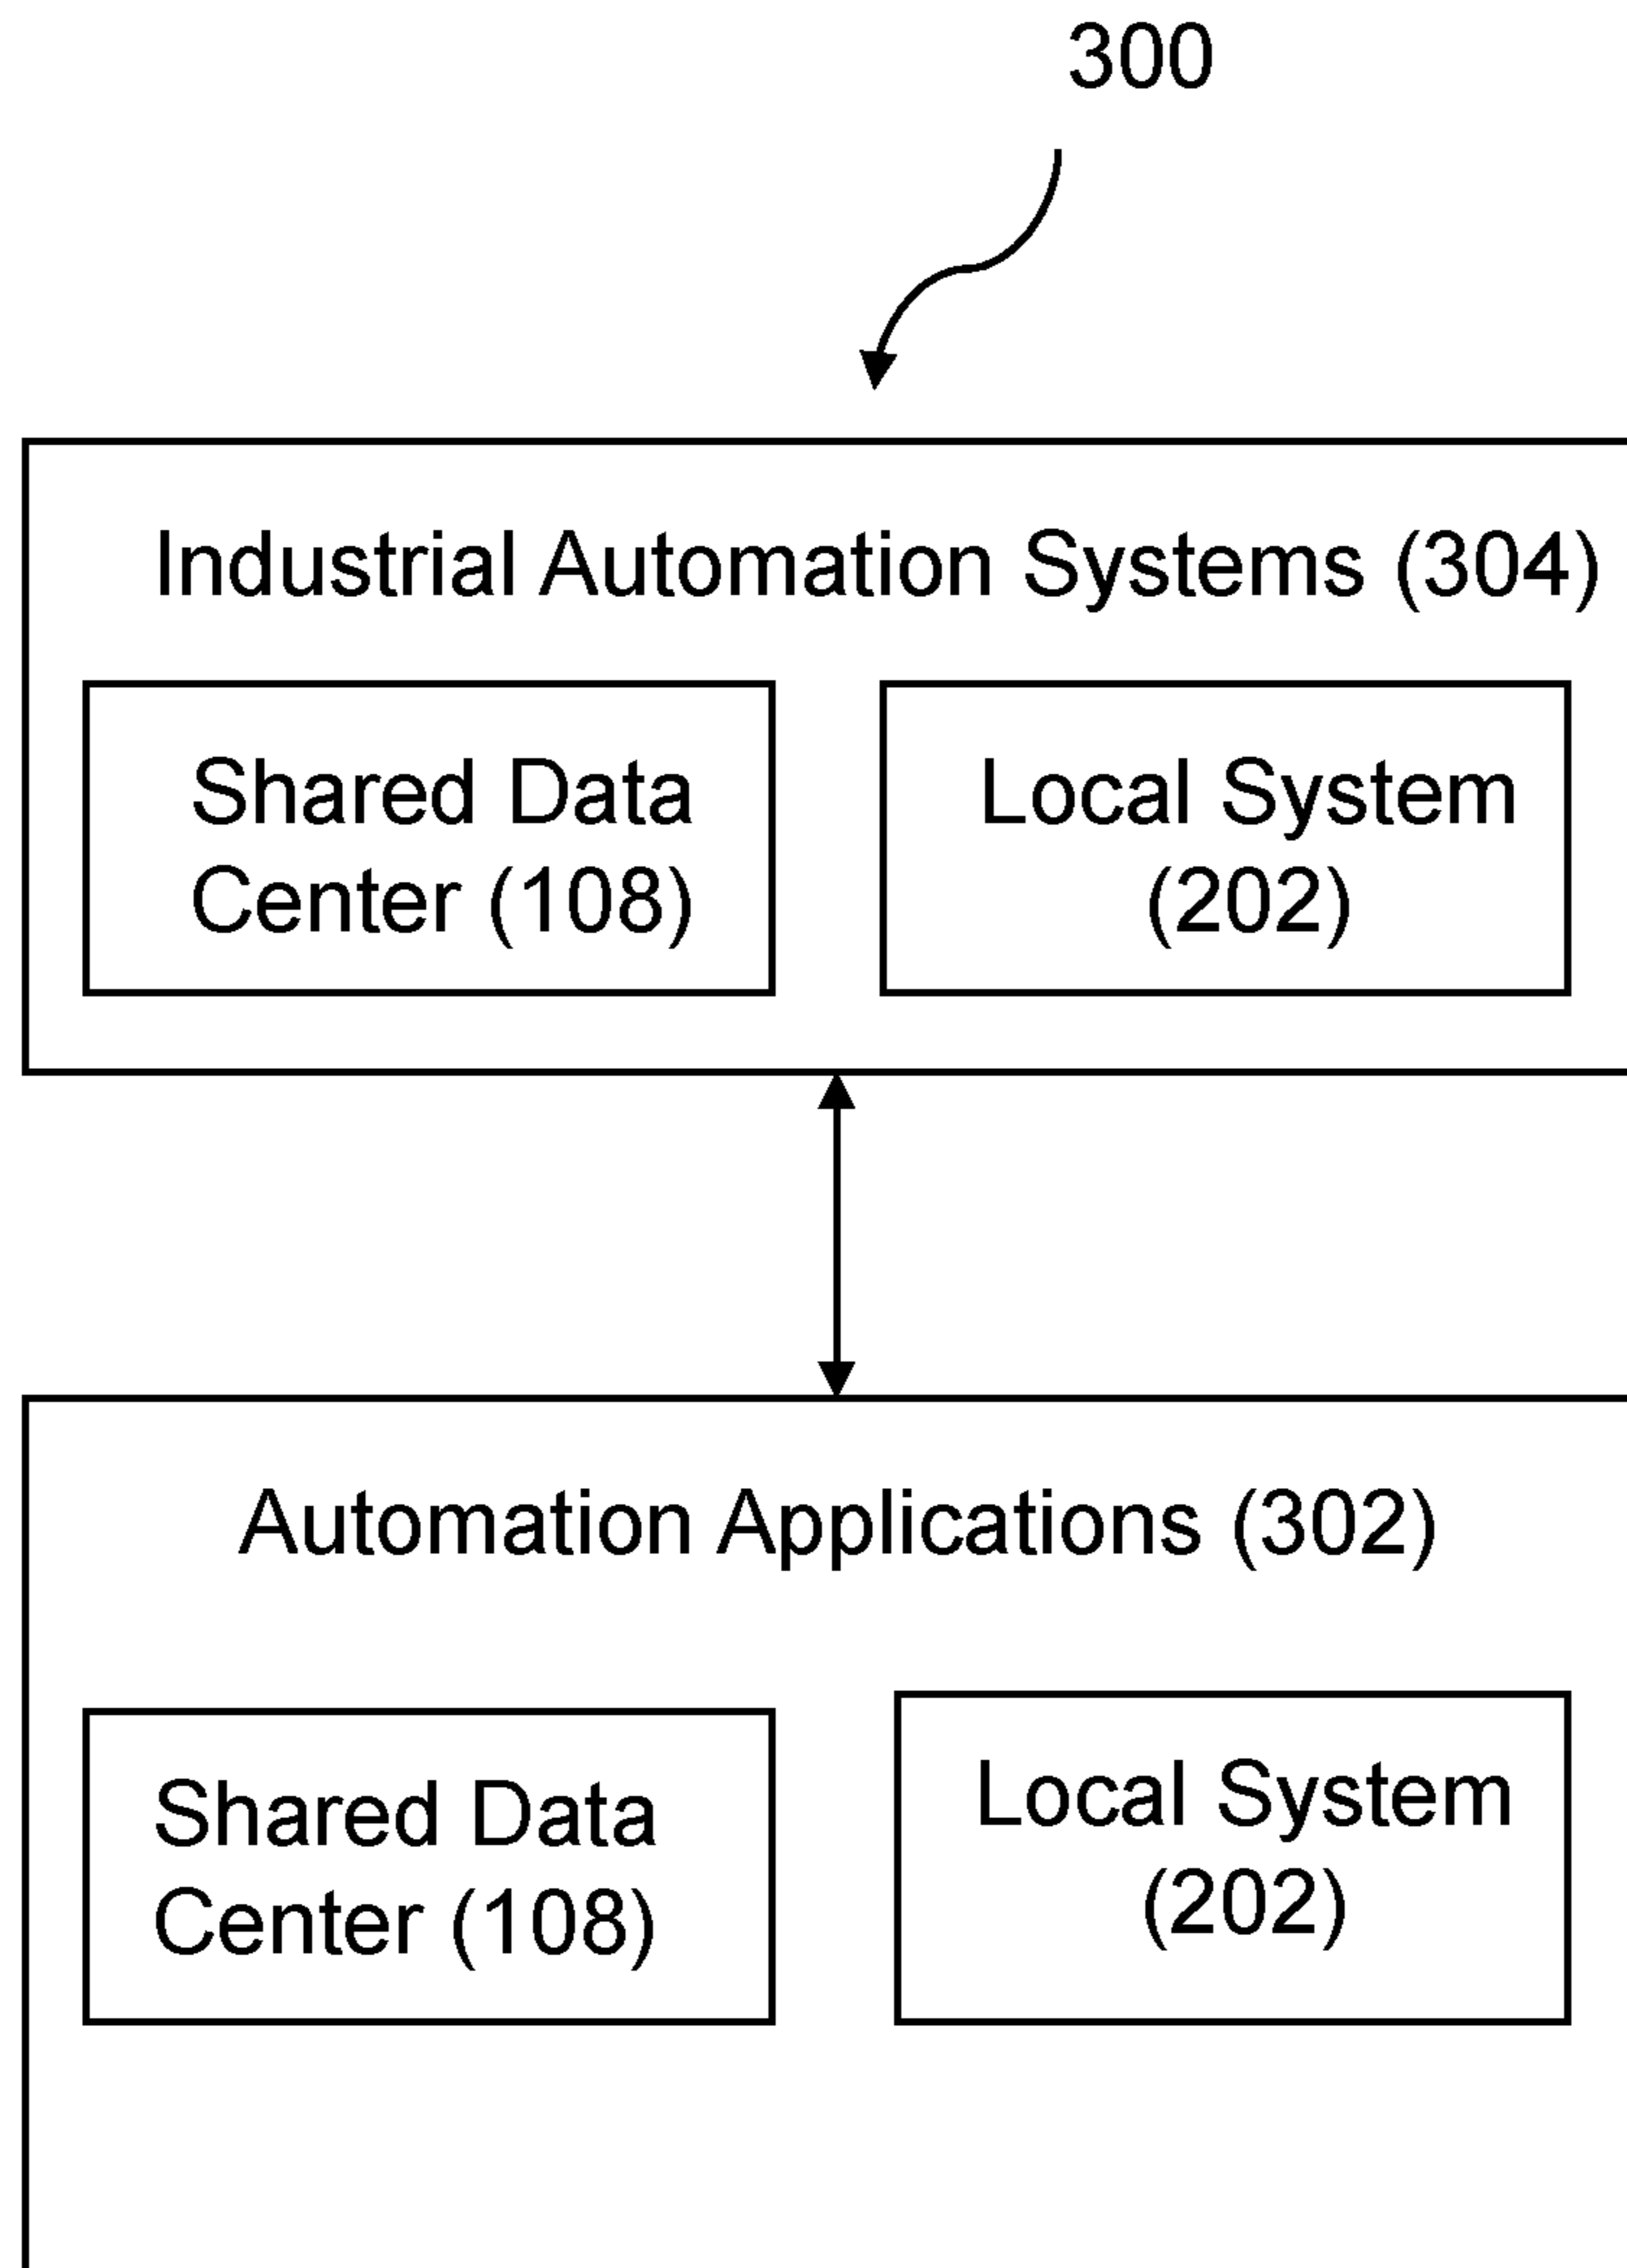 300
Industrial Automation Systems (304)
Shared Data
Center (108)
Local System
(202)
Automation Applications (302)
Shared Data
Center (108)
Local System
(202)